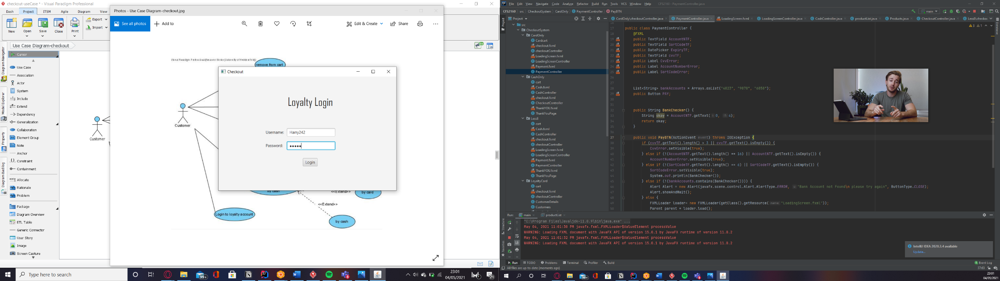 checkout-useCase * - Visual Paradigm Professional
Dash Project ITSM Agile Diagram View
New Open Save Close Print Export Import
Use Case Diagram-checkout
Diagram Navigator
Model Explorer
Property
Diagram Backlog
Cursor
Use Case
Association
Actor
System
Include
Extend
Dependency
Generalization
Collaboration
Element Group
Note
Anchor
Constraint
Containment
Allocate
Rationale
Problem
Package
Diagram Overview
ETL Table
Generic Connector
User Story
Image
Screen Capture
Customer
Photos - Use Case Diagram-checkout.jpg
See all photos Add to Edit & Create Share
remove from cart
Customer
by cash
<<Extend>>
by card
<<Extend>>
Login to loyalty account
by cash
Checkout
Loyalty Login
Username: Harry242
Password: •••••
Login
Type here to search
99+
8
23:01
04/05/2021
21
File Edit View Navigate Code Analyze Refactor Build Run Tools VCS Window Help CFS2160 - PaymentController.java
CFS2160 src CheckoutSystem CardOnly PaymentController PayBTN
main
Project
CardOnly\checkoutController.java PaymentController.java LoadingScreen.fxml LoadingScreenController.java CashController.java productList.java Products.java CheckoutController.java Less8\checkou
src
CheckoutSystem
CardOnly
Cardcart
checkout.fxml
checkoutController
LoadingScreen.fxml
LoadingScreenController
Payment.fxml
PaymentController
CashOnly
cart
Cash.fxml
CashController
checkout.fxml
CheckoutController
ThankYOU.fxml
ThankYouPage
Less8
cart
Cash.fxml
CashController
checkout.fxml
checkoutController
LoadingScreen.fxml
LoadingScreenController
Payment.fxml
PaymentController
ThankYOU.fxml
ThankYouPage
LoyaltyCard
cart
checkout.fxml
checkoutController
CustomerDetails
Customers
16
17 public class PaymentController {
18 @FXML
19 public TextField AccountNTF;
20 public TextField SortCodeTF;
21 public DatePicker ExpiryTF;
22 public TextField cvvTF;
23 public Label CvvError;
24 public Label AccountNumberError;
25 public Label SortCodeError;
26
27
28 List<String> bankAccounts = Arrays.asList("4023", "9870", "6858");
29 public Button PAY;
30
31
32 public String BankChecker() {
33 String okay = AccountNTF.getText( 0, 4);
34 return okay;
35 }
36
37 public void PayBTN(ActionEvent event) throws IOException {
38 if (cvvTF.getText().length() > 3 || cvvTF.getText().isEmpty()) {
39 CvvError.setVisible(true);
40 } else if (!(AccountNTF.getText().length() == 16) || AccountNTF.getText().isEmpty()) {
41 AccountNumberError.setVisible(true);
42 } else if (!(SortCodeTF.getText().length() == 6) || SortCodeTF.getText().isEmpty()) {
43 SortCodeError.setVisible(true);
44 System.out.println(BankChecker());
45 } else if (!(bankAccounts.contains(BankChecker()))) {
46 Alert Alert = new Alert(javafx.scene.control.Alert.AlertType.ERROR, "Bank Account not Found\n please try again", ButtonType.CLOSE);
47 Alert.showAndWait();
48 } else {
49 FXMLLoader loader= new FXMLLoader(getClass().getResource( name: "LoadingScreen.fxml"));
50 Parent parent = loader.load();
3 1
Database
Structure
Favorites
Run: main productList
"C:\Program Files\Java\jdk-11.0.9\bin\java.exe" ...
May 04, 2021 11:01:30 PM javafx.fxml.FXMLLoader$ValueElement processValue
WARNING: Loading FXML document with JavaFX API of version 15.0.1 by JavaFX runtime of version 11.0.2
May 04, 2021 11:01:32 PM javafx.fxml.FXMLLoader$ValueElement processValue
WARNING: Loading FXML document with JavaFX API of version 15.0.1 by JavaFX runtime of version 11.0.2
IntelliJ IDEA 2020.3.4 available
Update...
Run TODO Problems Terminal Profiler Build Event Log
All files are up-to-date (moments ago) 37:63
99+
8
23:01
04/05/2021